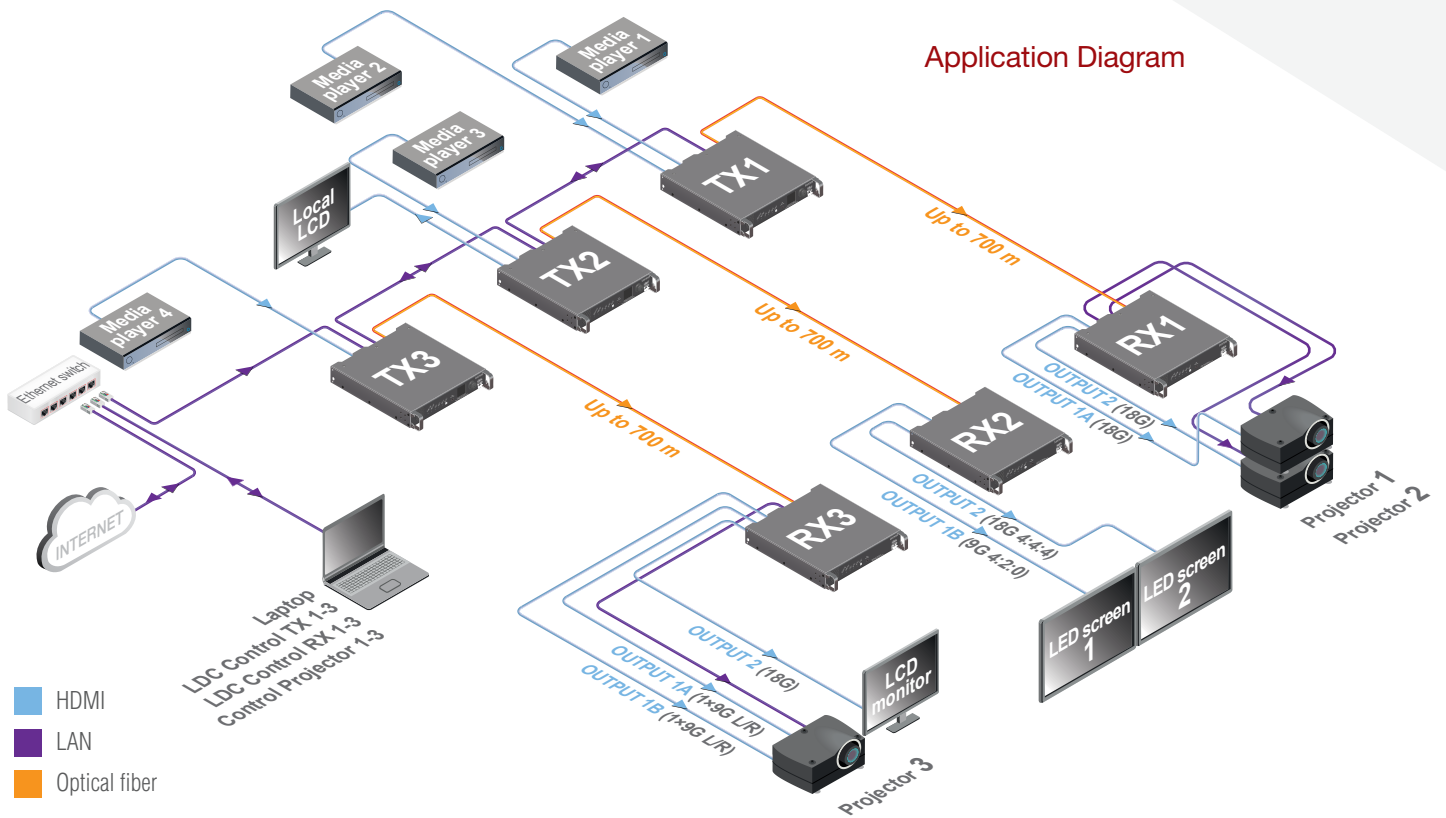 Application Diagram
Media
player 1
Media
player 2
Media
player 3
Local
LCD
TX1
TX2
Up to 700 m
Media
player 4
Ethernet switch
TX3
Up to 700 m
RX1
OUTPUT 2 (18G)
OUTPUT 1A (18G)
Up to 700 m
RX2
Projector 1
Projector 2
INTERNET
RX3
OUTPUT 2 (18G 4:4:4)
OUTPUT 1B (9G 4:2:0)
LED screen
1
LED screen
2
Laptop
LDC Control TX 1-3
LDC Control RX 1-3
Control Projector 1-3
OUTPUT 2 (18G)
OUTPUT 1A (1×9G L/R)
OUTPUT 1B (1×9G L/R)
LCD
monitor
Projector 3
HDMI
LAN
Optical fiber